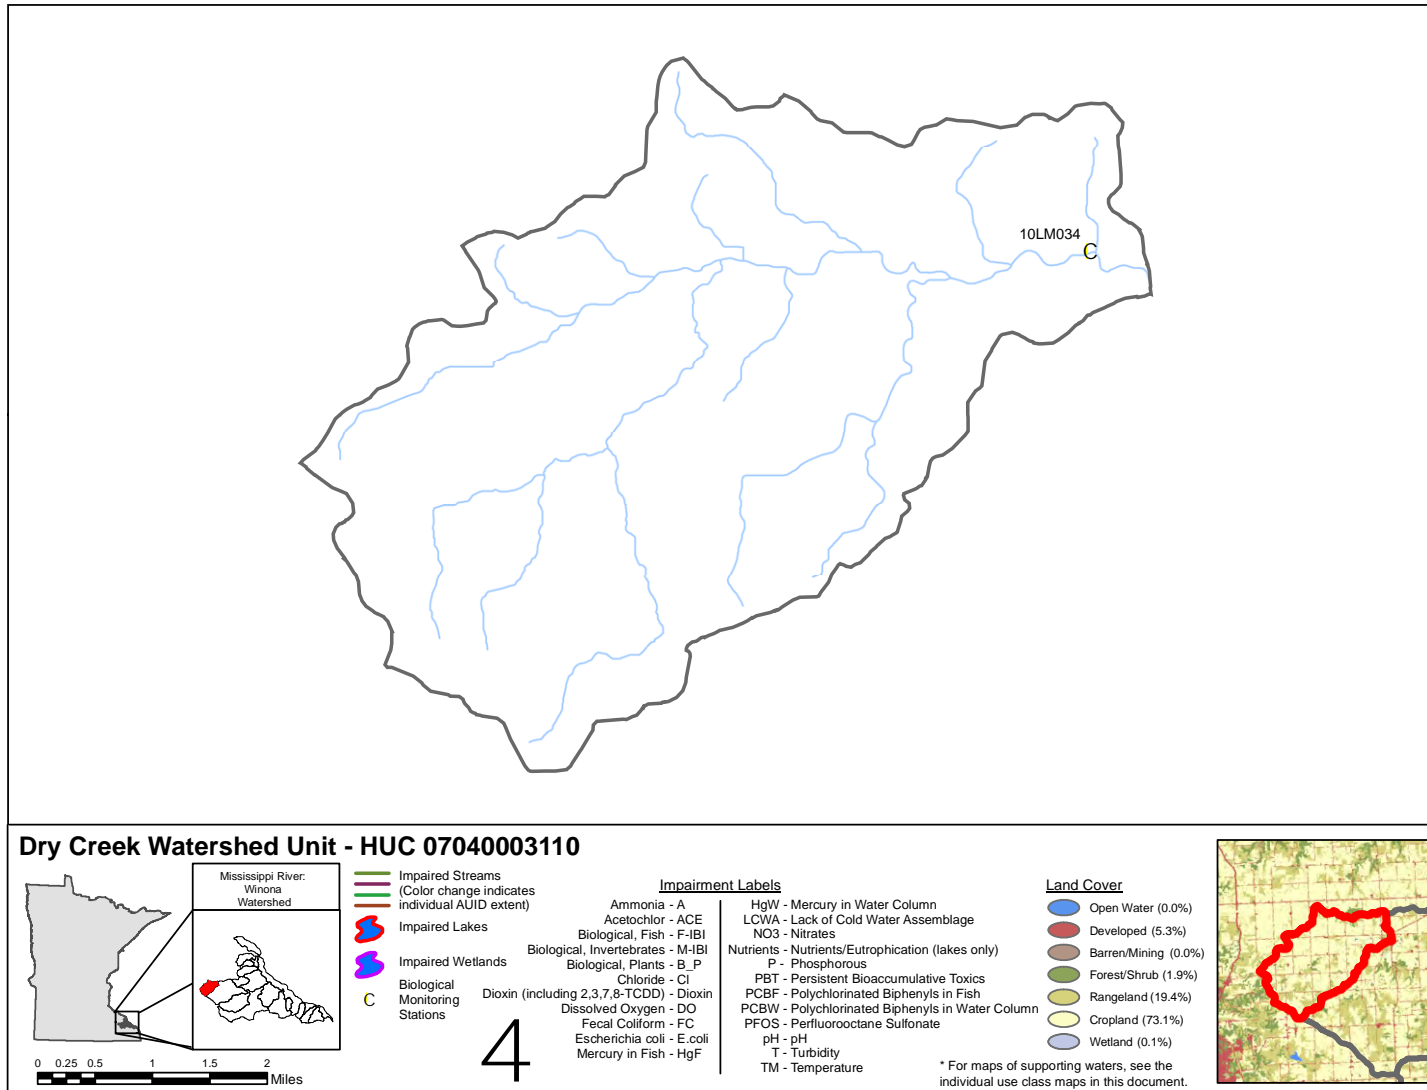 10LM034
C
Dry Creek Watershed Unit - HUC 07040003110
Mississippi River:
Winona
Watershed
Impaired Streams
(Color change indicates
individual AUID extent)
Impaired Lakes
Impaired Wetlands
C
Biological
Monitoring
Stations
0 0.25 0.5 1 1.5 2
Miles
4
Impairment Labels
Ammonia - A
Acetochlor - ACE
Biological, Fish - F-IBI
Biological, Invertebrates - M-IBI
Biological, Plants - B_P
Chloride - Cl
Dioxin (including 2,3,7,8-TCDD) - Dioxin
Dissolved Oxygen - DO
Fecal Coliform - FC
Escherichia coli - E.coli
Mercury in Fish - HgF
HgW - Mercury in Water Column
LCWA - Lack of Cold Water Assemblage
NO3 - Nitrates
Nutrients - Nutrients/Eutrophication (lakes only)
P - Phosphorous
PBT - Persistent Bioaccumulative Toxics
PCBF - Polychlorinated Biphenyls in Fish
PCBW - Polychlorinated Biphenyls in Water Column
PFOS - Perfluorooctane Sulfonate
pH - pH
T - Turbidity
TM - Temperature
Land Cover
Open Water (0.0%)
Developed (5.3%)
Barren/Mining (0.0%)
Forest/Shrub (1.9%)
Rangeland (19.4%)
Cropland (73.1%)
Wetland (0.1%)
* For maps of supporting waters, see the
individual use class maps in this document.